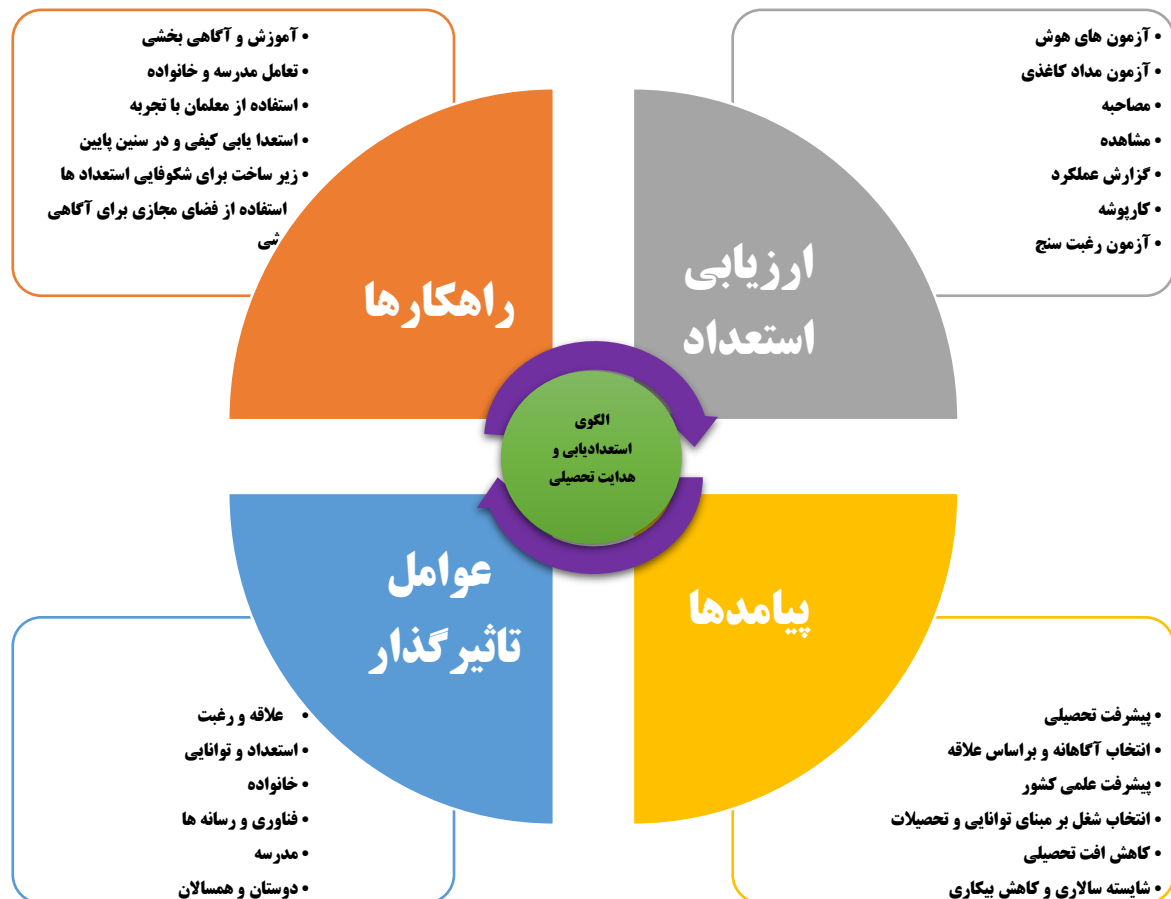 • آزمون های هوش
• آزمون مداد کاغذی
• مصاحبه
• مشاهده
• گزارش عملکرد
• کارپوشه
• آزمون رغبت سنج
ارزیابی
استعداد
• آموزش و آگاهی بخشی
• تعامل مدرسه و خانواده
• استفاده از معلمان با تجربه
• استعدا یابی کیفی و در سنین پایین
• زیر ساخت برای شکوفایی استعداد ها
استفاده از فضای مجازی برای آگاهی
راهکارها
الگوی
استعدادیابی و
هدایت تحصیلی
پیامدها
• پیشرفت تحصیلی
• انتخاب آگاهانه و براساس علاقه
• پیشرفت علمی کشور
• انتخاب شغل بر مبنای توانایی و تحصیلات
• کاهش افت تحصیلی
• شایسته سالاری و کاهش بیکاری
عوامل
تاثیر گذار
• علاقه و رغبت
• استعداد و توانایی
• خانواده
• فناوری و رسانه ها
• مدرسه
• دوستان و همسالان